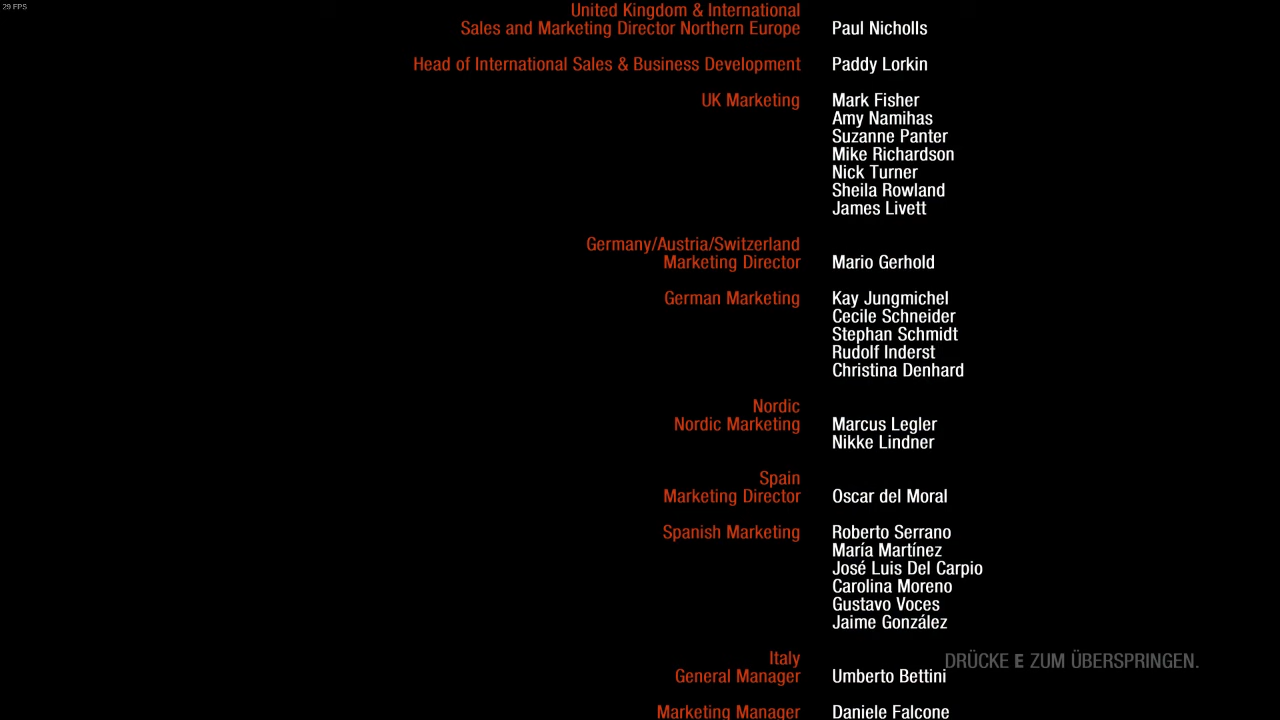 29 FPS
United Kingdom & International
Sales and Marketing Director Northern Europe Paul Nicholls
Head of International Sales & Business Development Paddy Lorkin
UK Marketing Mark Fisher
Amy Namihas
Suzanne Panter
Mike Richardson
Nick Turner
Sheila Rowland
James Livett
Germany/Austria/Switzerland
Marketing Director Mario Gerhold
German Marketing Kay Jungmichel
Cecile Schneider
Stephan Schmidt
Rudolf Inderst
Christina Denhard
Nordic
Nordic Marketing Marcus Legler
Nikke Lindner
Spain
Marketing Director Oscar del Moral
Spanish Marketing Roberto Serrano
María Martínez
José Luis Del Carpio
Carolina Moreno
Gustavo Voces
Jaime González
Italy
DRÜCKE E ZUM ÜBERSPRINGEN.
General Manager Umberto Bettini
Marketing Manager Daniele Falcone